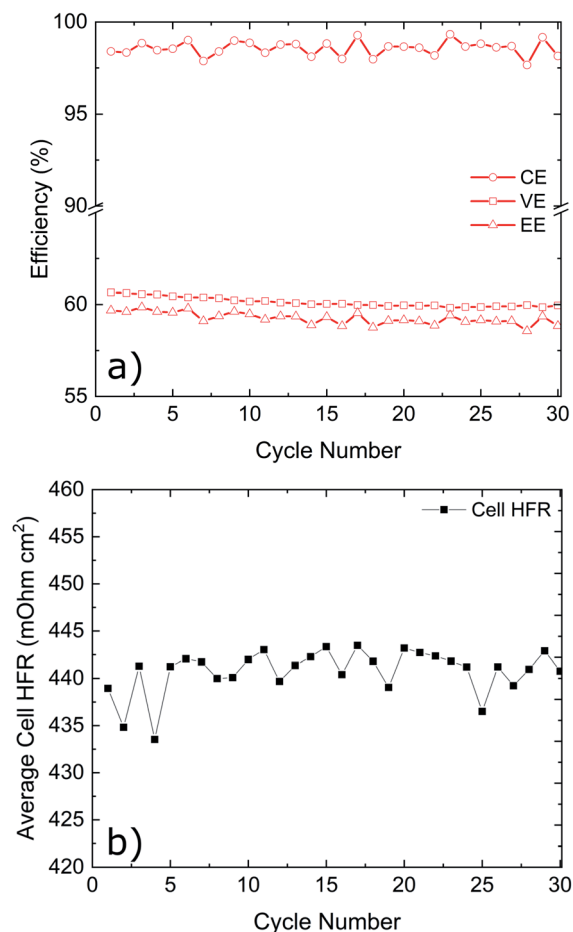 100
95
90
60
55
Efficiency (%)
CE
VE
EE
a)
0 5 10 15 20 25 30
Cycle Number
460
455
450
445
440
435
430
425
420
Average Cell HFR (mOhm cm²)
Cell HFR
b)
0 5 10 15 20 25 30
Cycle Number